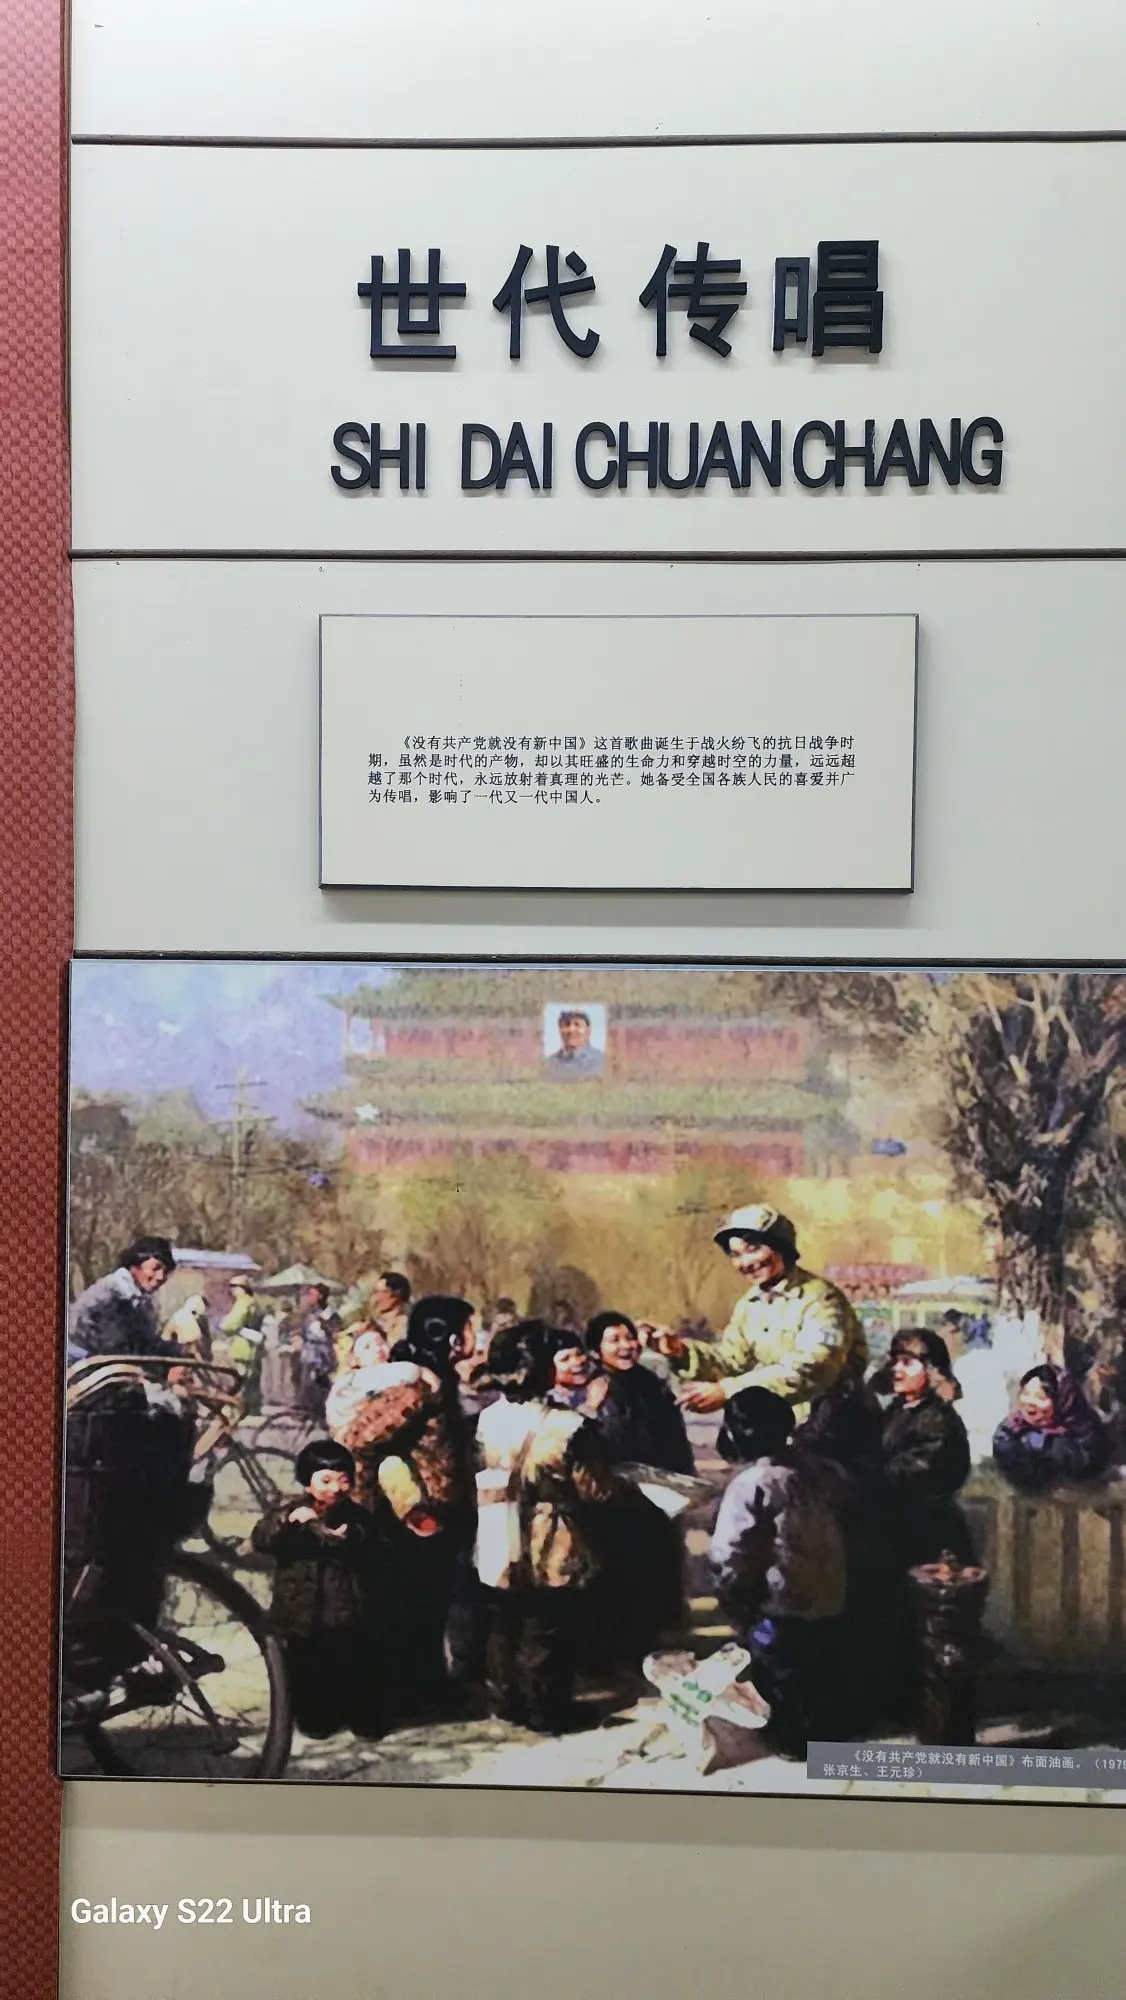 世代传唱
SHI DAI CHUAN CHANG
《没有共产党就没有新中国》这首歌曲诞生于战火纷飞的抗日战争时
期，虽然是时代的产物，却以其旺盛的生命力和穿越时空的力量，远远超
越了那个时代，永远放射着真理的光芒。她备受全国各族人民的喜爱并广
为传唱，影响了一代又一代中国人。
《没有共产党就没有新中国》布面油画。（1979
张京生、王元珍）
Galaxy S22 Ultra